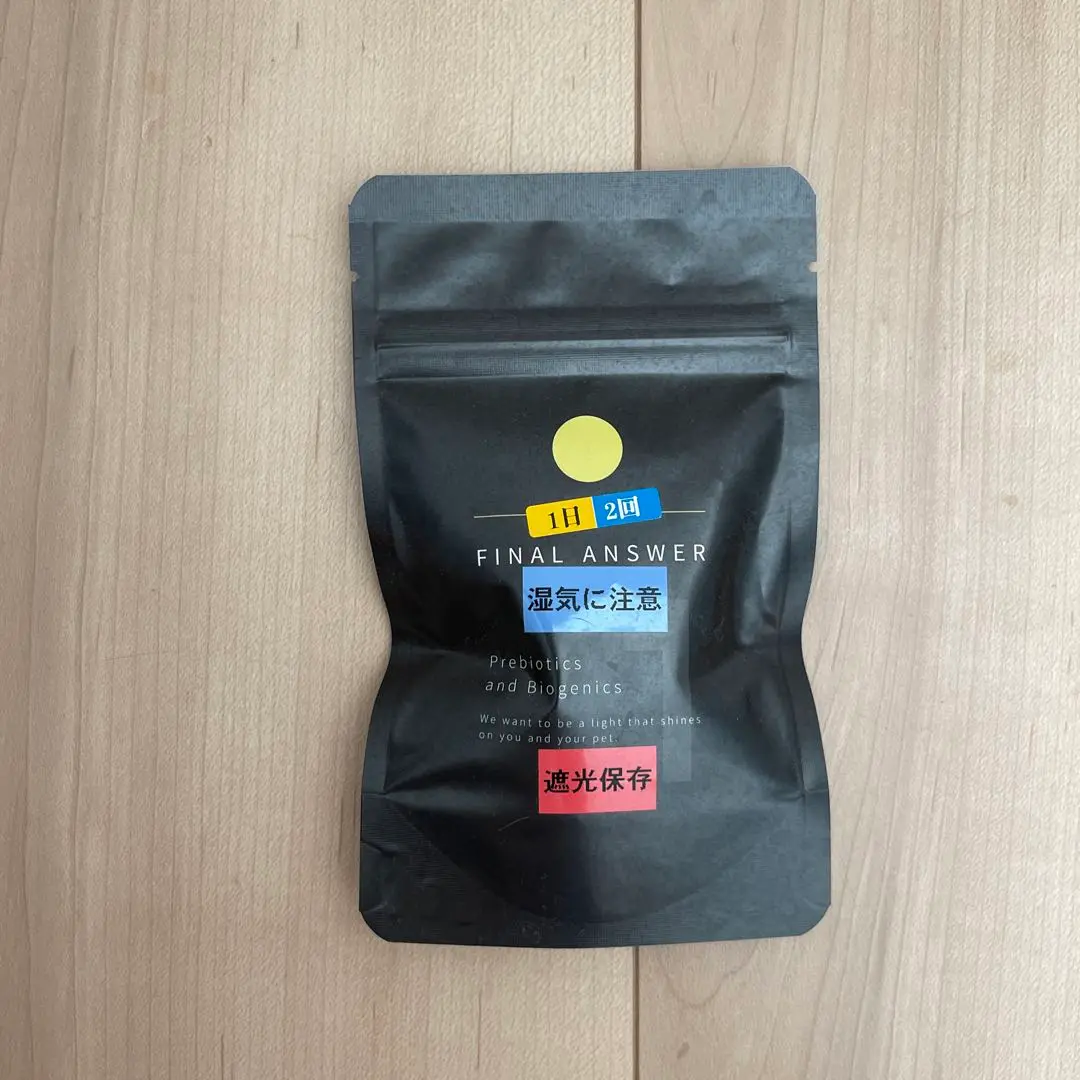 1日 2回
FINAL ANSWER
湿気に注意
Prebiotics
and Biogenics
We want to be a light that shines
on you and your pet.
遮光保存